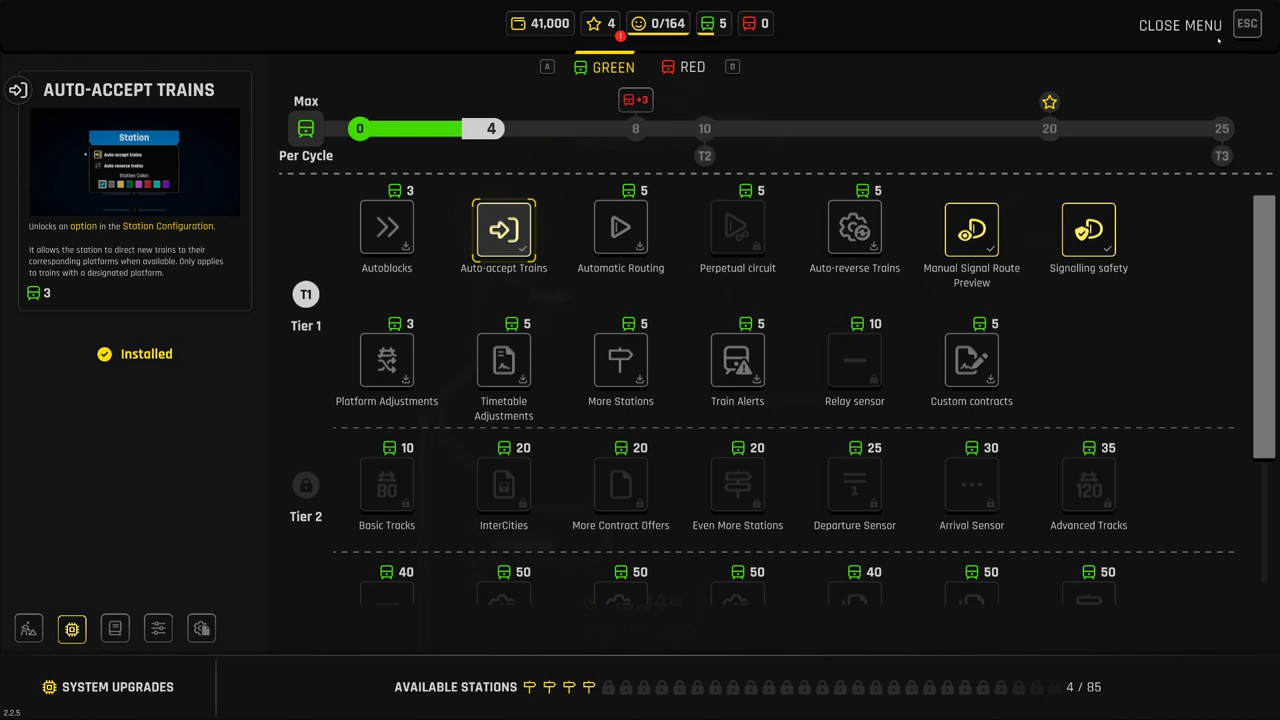 41,000
4
0/164
5
0
CLOSE MENU
ESC
!
A
GREEN
RED
D
AUTO-ACCEPT TRAINS
Station
Auto-accept trains
Auto reverse trains
Station Color:
Unlocks an option in the Station Configuration.
It allows the station to direct new trains to their
corresponding platforms when available. Only applies
to trains with a designated platform.
3
Installed
Max
Per Cycle
+3
0
4
8
10
20
25
T2
T3
3
5
5
5
Autoblocks
Auto-accept Trains
Automatic Routing
Perpetual circuit
Auto-reverse Trains
Manual Signal Route
Preview
Signalling safety
T1
Tier 1
3
5
5
5
10
5
Platform Adjustments
Timetable
Adjustments
More Stations
Train Alerts
Relay sensor
Custom contracts
10
20
20
20
25
30
35
80
1
120
Tier 2
Basic Tracks
InterCities
More Contract Offers
Even More Stations
Departure Sensor
Arrival Sensor
Advanced Tracks
40
50
50
50
40
50
50
SYSTEM UPGRADES
AVAILABLE STATIONS
4 / 85
2.2.5